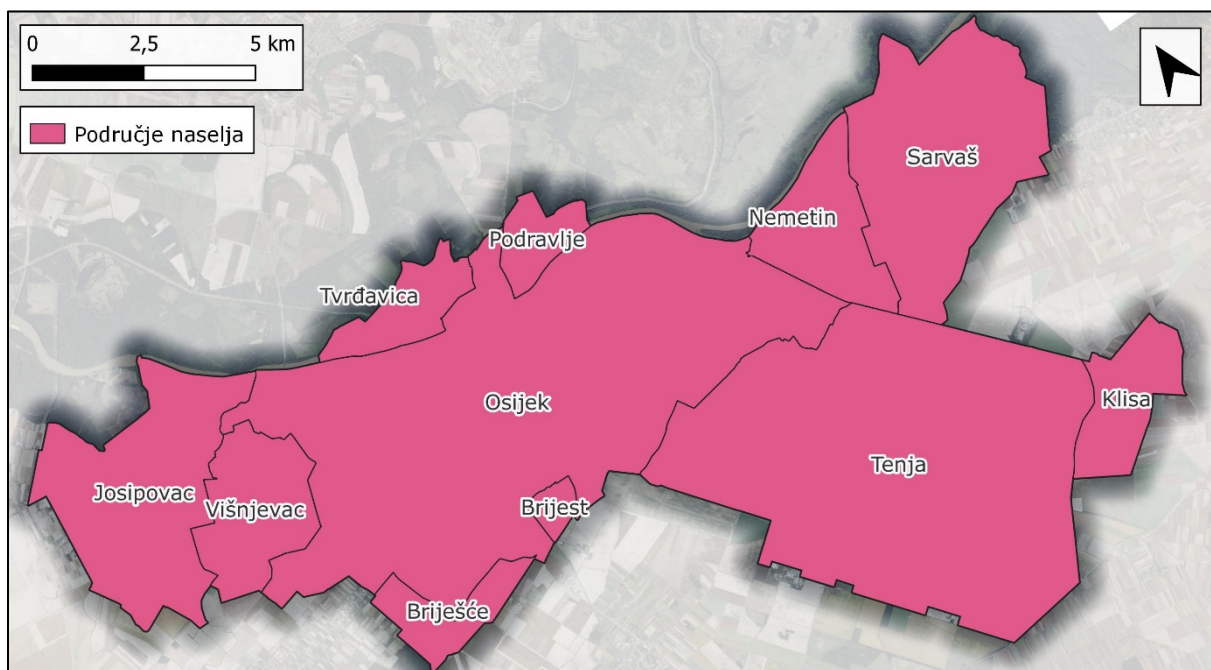 0 2,5 5 km
Područje naselja
Sarvaš
Nemetin
Podravlje
Tvrđavica
Klisa
Osijek
Tenja
Josipovac
Višnjevac
Brijest
Briješće